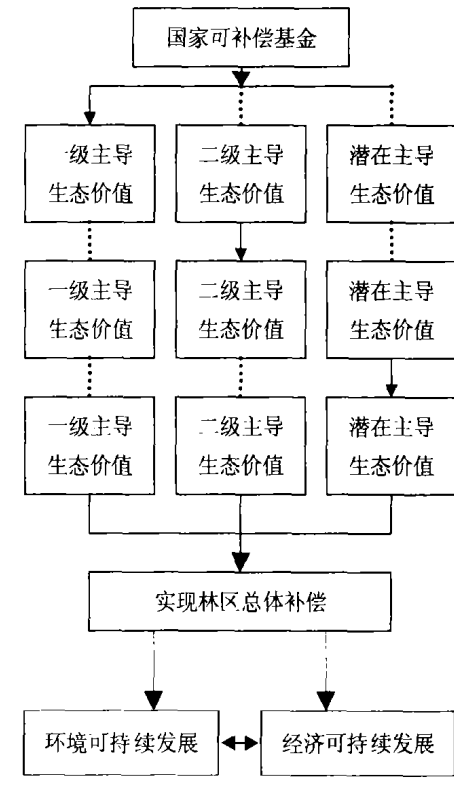 国家可补偿基金
一级主导
生态价值
二级主导
生态价值
潜在主导
生态价值
一级主导
生态价值
二级主导
生态价值
潜在主导
生态价值
一级主导
生态价值
二级主导
生态价值
潜在主导
生态价值
实现林区总体补偿
环境可持续发展
经济可持续发展